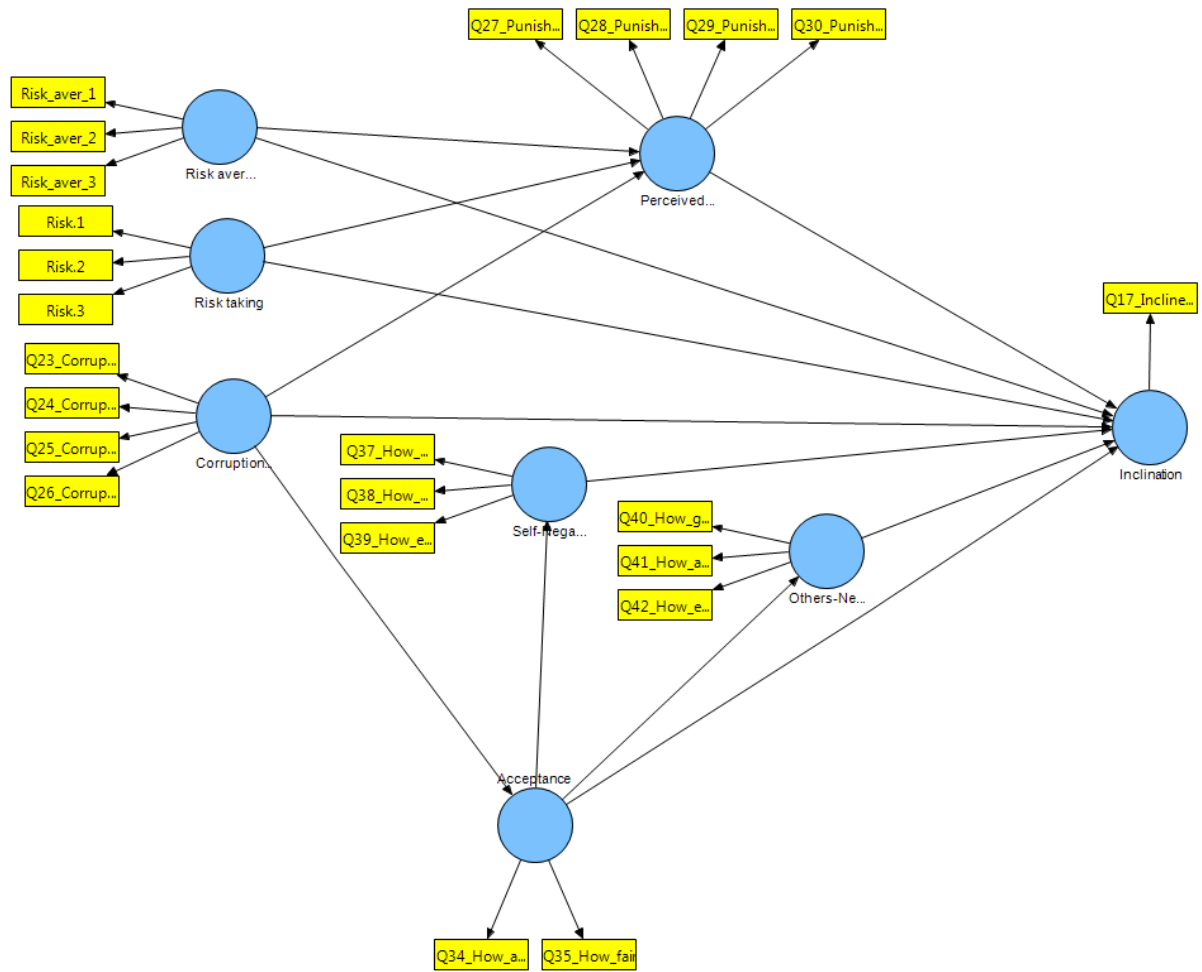 Q27_Punish...
Q28_Punish...
Q29_Punish...
Q30_Punish...
Risk_aver_1
Risk_aver_2
Risk_aver_3
Risk aver...
Perceived...
Risk.1
Risk.2
Risk.3
Risk taking
Q17_Incline...
Q23_Corrup...
Q24_Corrup...
Q25_Corrup...
Q26_Corrup...
Corruption...
Inclination
Q37_How_...
Q38_How_...
Q39_How_e...
Self-Nega...
Q40_How_g...
Q41_How_a...
Q42_How_e...
Others-Ne...
Acceptance
Q34_How_a...
Q35_How_fair